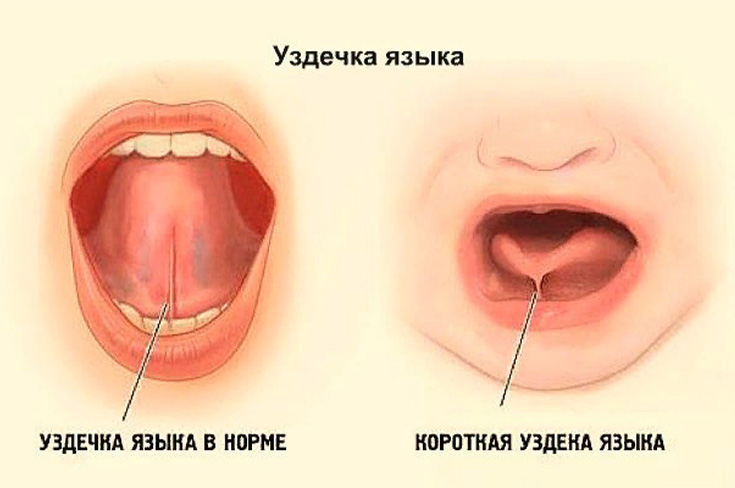 Уздечка языка
УЗДЕЧКА ЯЗЫКА В НОРМЕ
КОРОТКАЯ УЗДЕКА ЯЗЫКА